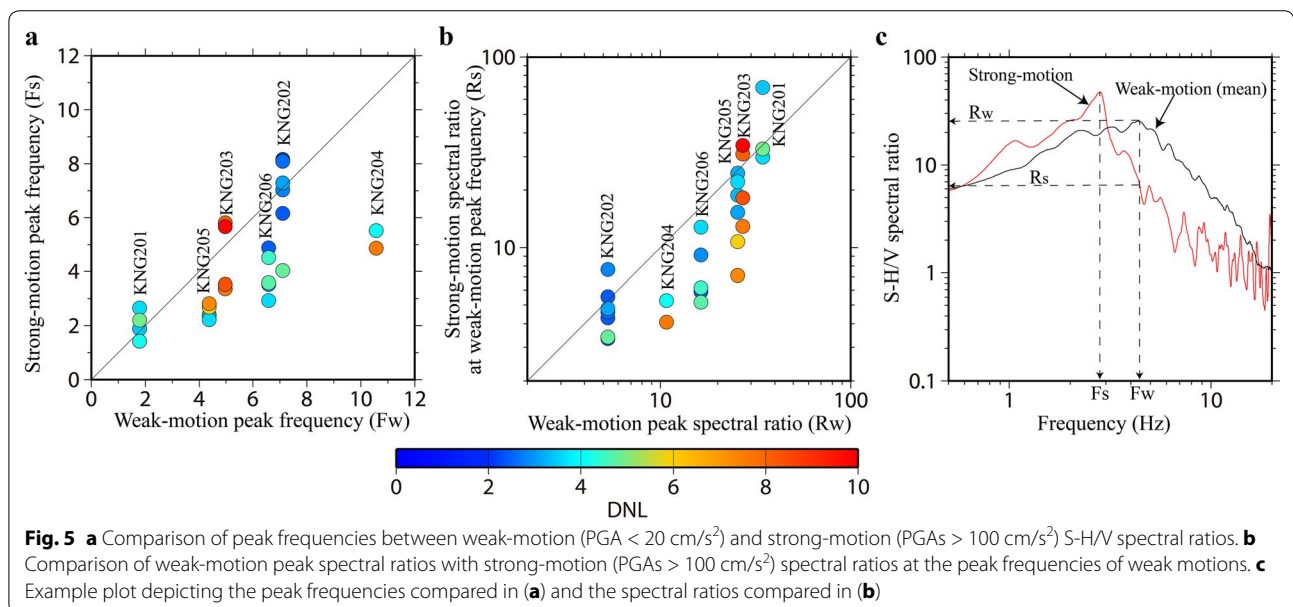 a
12
10
8
6
4
2
0
Strong-motion peak frequency (Fs)
KNG201
KNG205
KNG203
KNG206
KNG202
KNG204
0 2 4 6 8 10 12
Weak-motion peak frequency (Fw)
b
100
10
Strong-motion spectral ratio
at weak-motion peak frequency (Rs)
KNG202
KNG204
KNG206
KNG205
KNG203
KNG201
10 100
Weak-motion peak spectral ratio (Rw)
c
100
10
1
0.1
S-H/V spectral ratio
Strong-motion
Weak-motion (mean)
Rw
Rs
Fs Fw
1 10
Frequency (Hz)
0 2 4 6 8 10
DNL
Fig. 5 a Comparison of peak frequencies between weak-motion (PGA < 20 cm/s²) and strong-motion (PGAs > 100 cm/s²) S-H/V spectral ratios. b
Comparison of weak-motion peak spectral ratios with strong-motion (PGAs > 100 cm/s²) spectral ratios at the peak frequencies of weak motions. c
Example plot depicting the peak frequencies compared in (a) and the spectral ratios compared in (b)